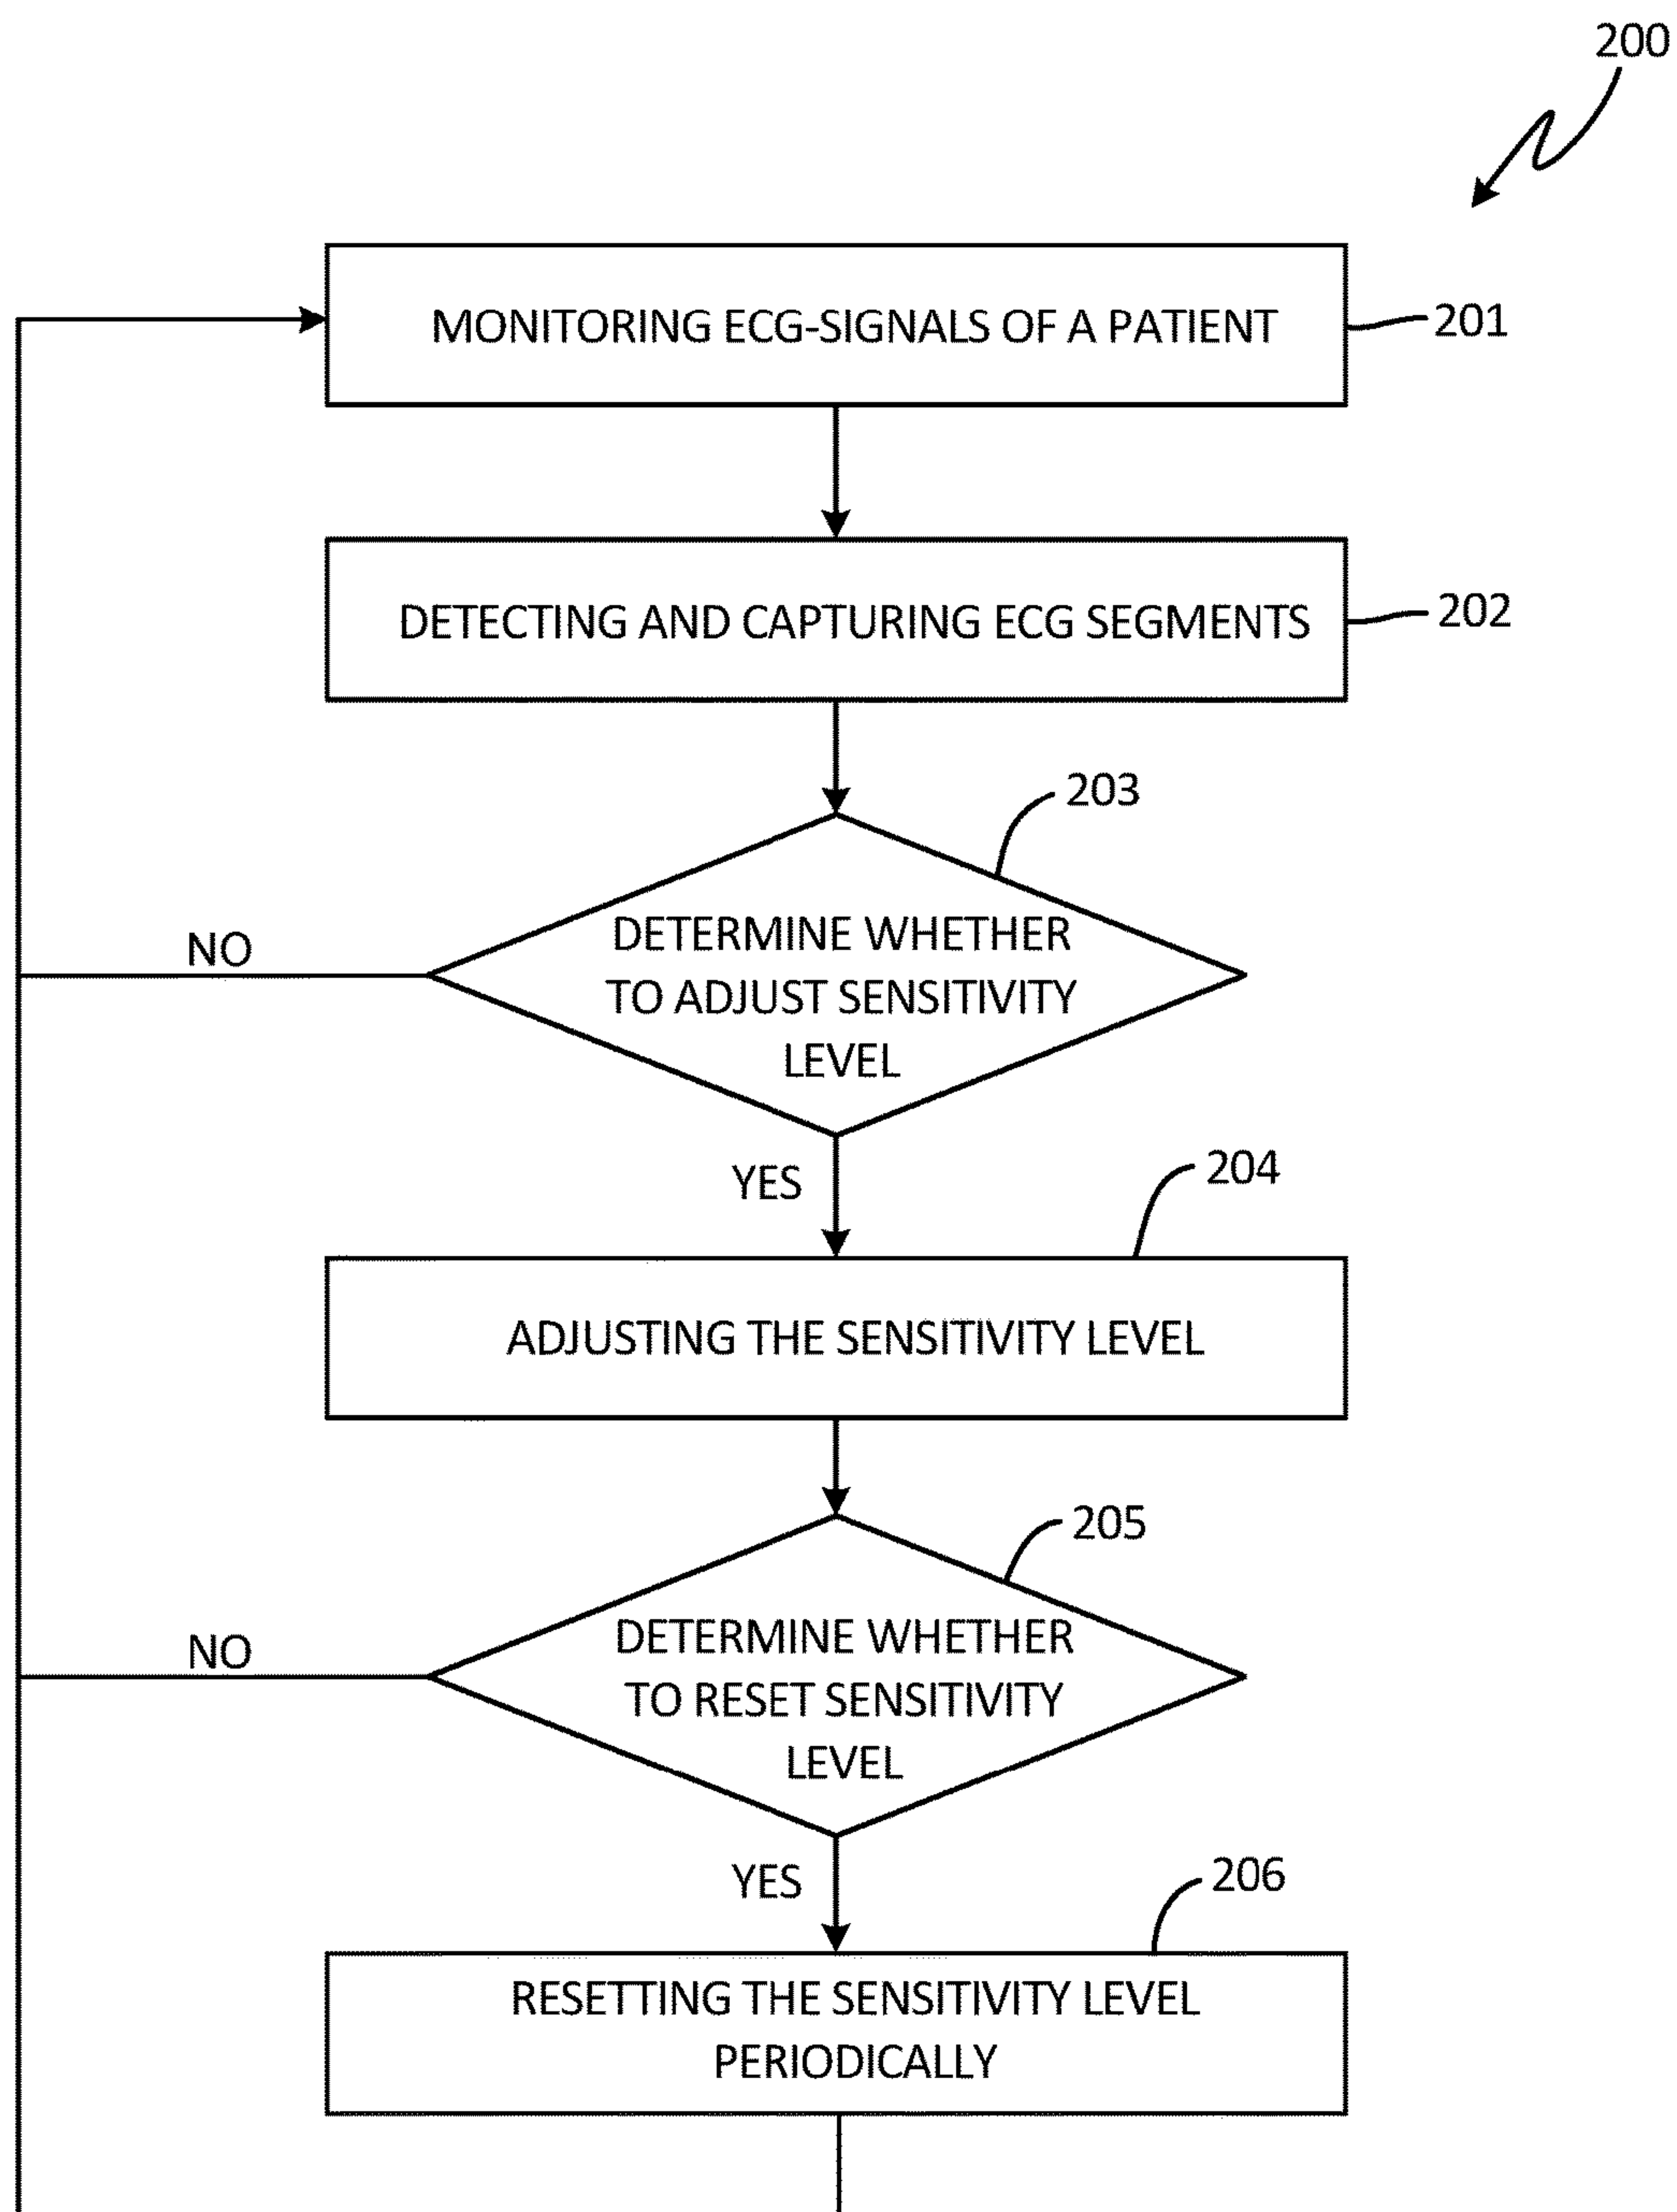 200
MONITORING ECG-SIGNALS OF A PATIENT
201
DETECTING AND CAPTURING ECG SEGMENTS
202
203
DETERMINE WHETHER
TO ADJUST SENSITIVITY
LEVEL
NO
YES
204
ADJUSTING THE SENSITIVITY LEVEL
205
DETERMINE WHETHER
TO RESET SENSITIVITY
LEVEL
NO
YES
206
RESETTING THE SENSITIVITY LEVEL
PERIODICALLY